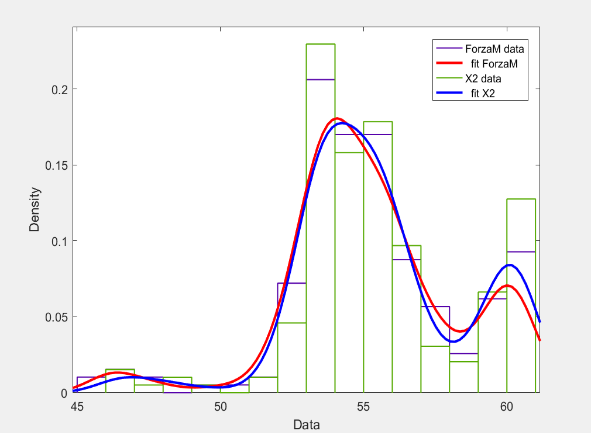 ForzaM data
fit ForzaM
X2 data
fit X2
0.2
0.15
0.1
0.05
0
Density
45 50 55 60
Data